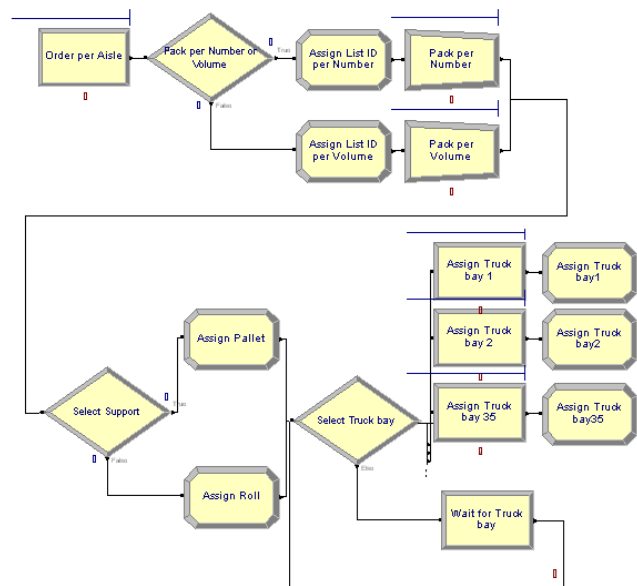 Order per Aisle
Pack per Number or
Volume
True
False
Assign List ID
per Number
Pack per
Number
Assign List ID
per Volume
Pack per
Volume
Select Support
True
False
Assign Pallet
Assign Roll
Select Truck bay
Else
Assign Truck
bay 1
Assign Truck
bay1
Assign Truck
bay 2
Assign Truck
bay2
Assign Truck
bay 35
Assign Truck
bay35
Wait for Truck
bay